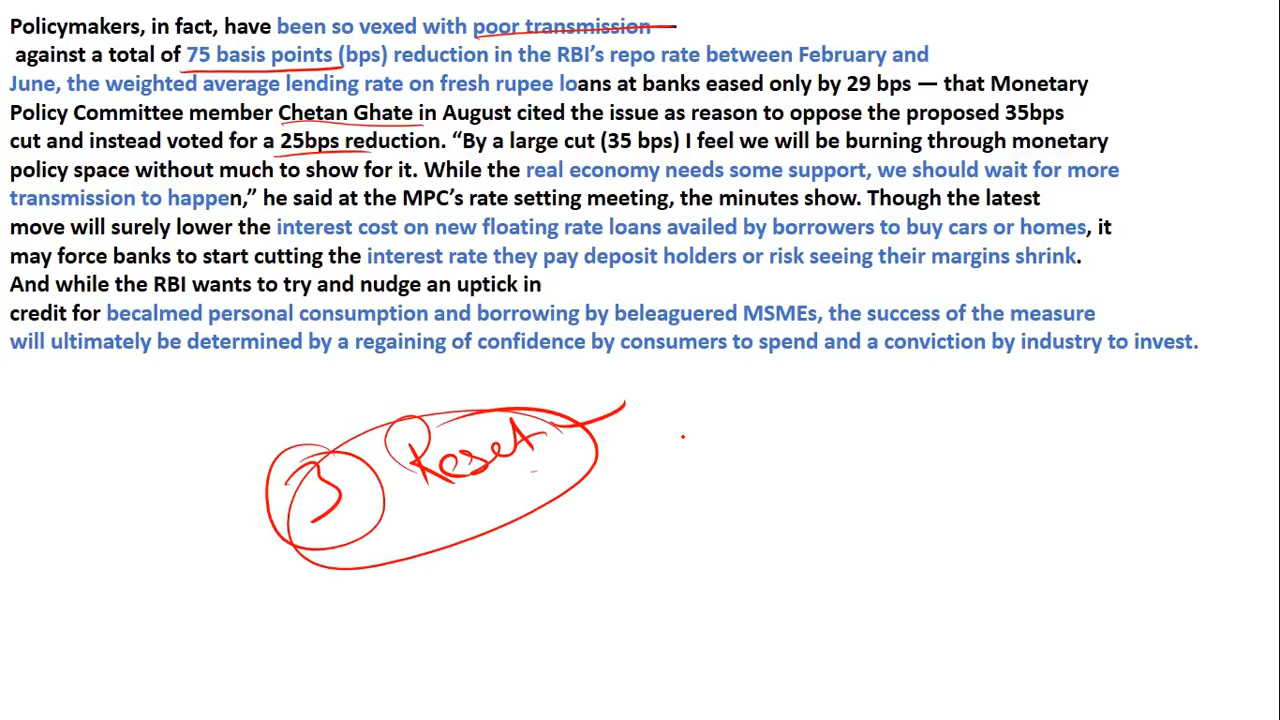 Policymakers, in fact, have been so vexed with poor transmission
against a total of 75 basis points (bps) reduction in the RBI’s repo rate between February and
June, the weighted average lending rate on fresh rupee loans at banks eased only by 29 bps — that Monetary
Policy Committee member Chetan Ghate in August cited the issue as reason to oppose the proposed 35bps
cut and instead voted for a 25bps reduction. “By a large cut (35 bps) I feel we will be burning through monetary
policy space without much to show for it. While the real economy needs some support, we should wait for more
transmission to happen,” he said at the MPC’s rate setting meeting, the minutes show. Though the latest
move will surely lower the interest cost on new floating rate loans availed by borrowers to buy cars or homes, it
may force banks to start cutting the interest rate they pay deposit holders or risk seeing their margins shrink.
And while the RBI wants to try and nudge an uptick in
credit for becalmed personal consumption and borrowing by beleaguered MSMEs, the success of the measure
will ultimately be determined by a regaining of confidence by consumers to spend and a conviction by industry to invest.
3 Reset